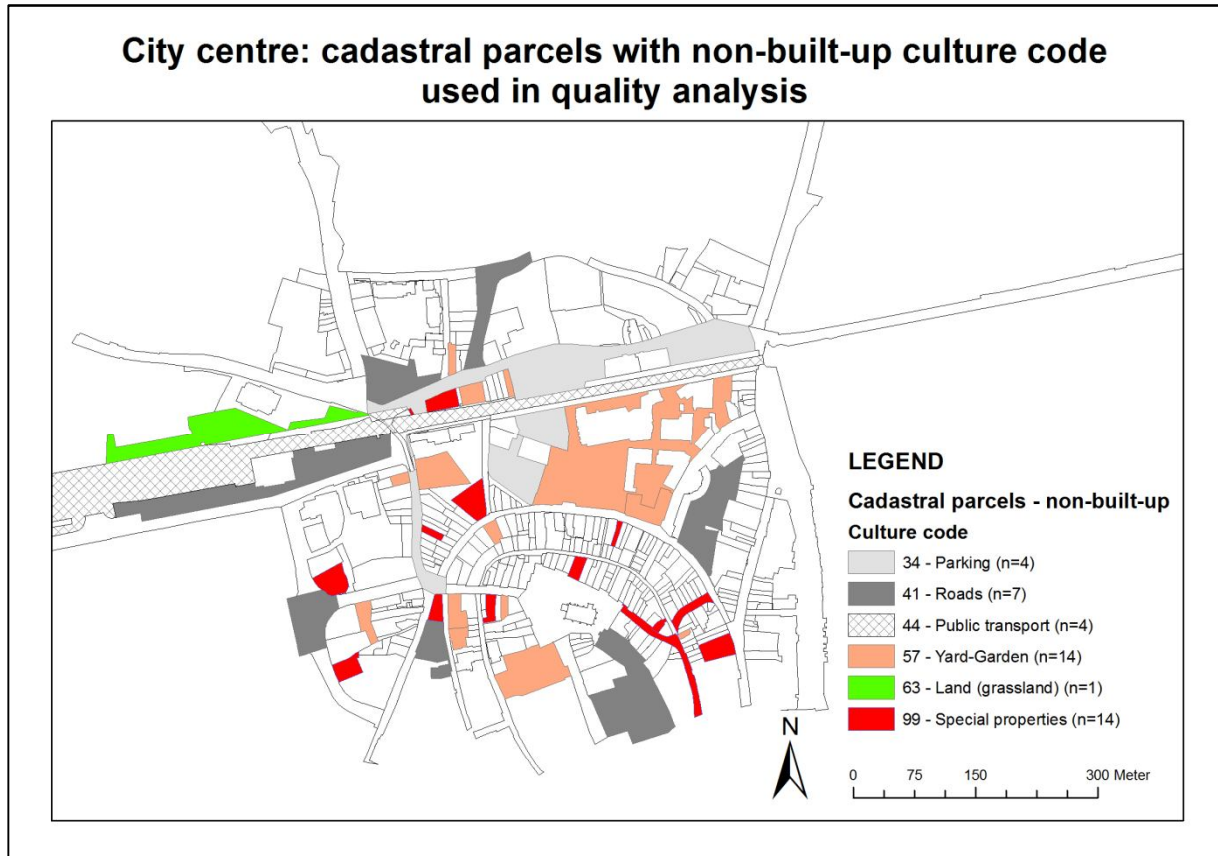 City centre: cadastral parcels with non-built-up culture code
used in quality analysis
LEGEND
Cadastral parcels - non-built-up
Culture code
34 - Parking (n=4)
41 - Roads (n=7)
44 - Public transport (n=4)
57 - Yard-Garden (n=14)
63 - Land (grassland) (n=1)
99 - Special properties (n=14)
N
0 75 150 300 Meter